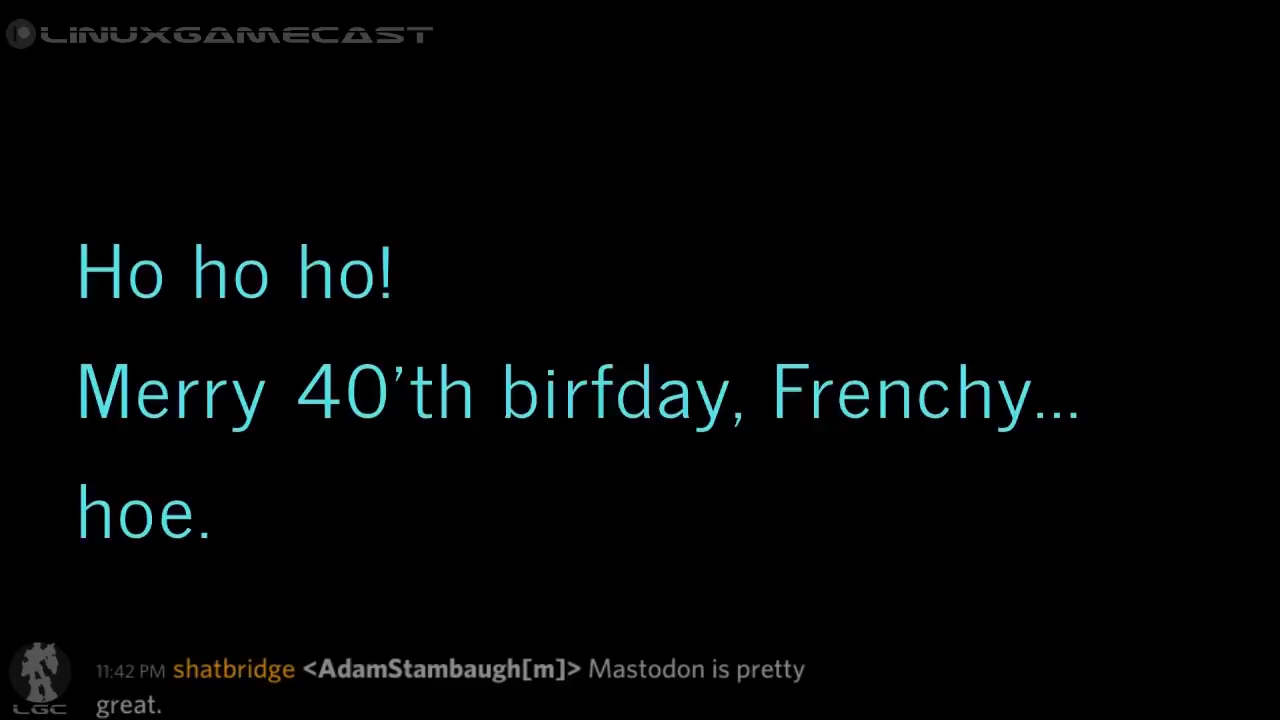 LINUXGAMECAST
Ho ho ho!
Merry 40’th birfday, Frenchy...
hoe.
11:42 PM shatbridge <AdamStambaugh[m]> Mastodon is pretty
great.
LGC